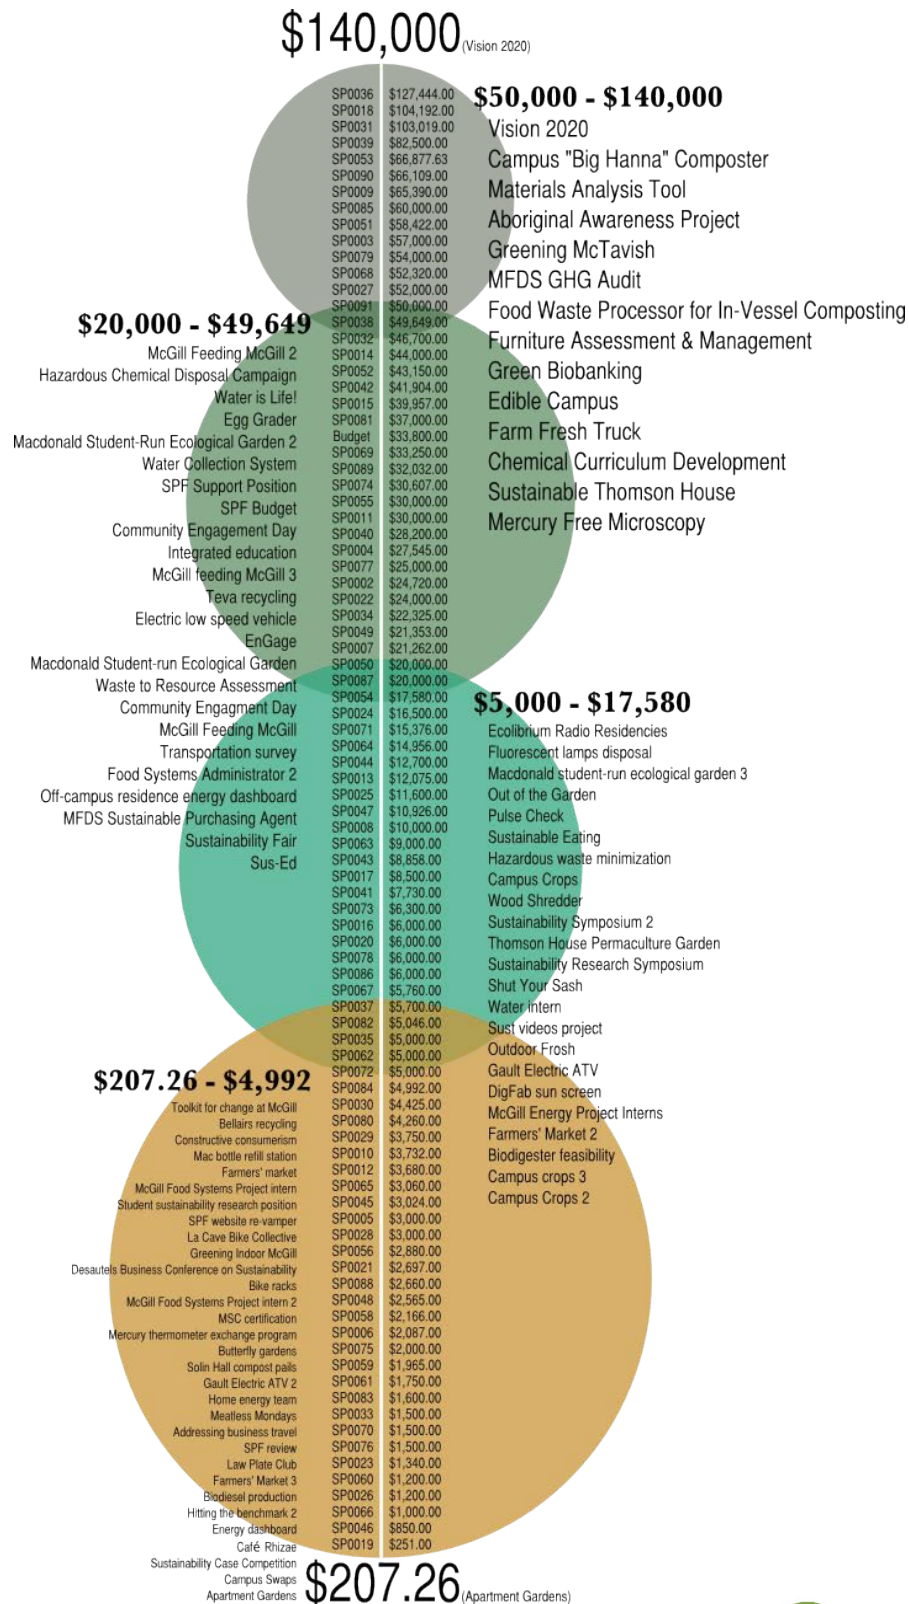 $140,000 (Vision 2020)
$50,000 - $140,000
Vision 2020
Campus "Big Hanna" Composter
Materials Analysis Tool
Aboriginal Awareness Project
Greening McTavish
MFDS GHG Audit
Food Waste Processor for In-Vessel Composting
Furniture Assessment & Management
Green Biobanking
Edible Campus
Farm Fresh Truck
Chemical Curriculum Development
Sustainable Thomson House
Mercury Free Microscopy
SP0036 $127,444.00
SP0018 $104,192.00
SP0031 $103,019.00
SP0039 $82,500.00
SP0053 $66,877.63
SP0090 $66,109.00
SP0009 $65,390.00
SP0085 $60,000.00
SP0051 $58,422.00
SP0003 $57,000.00
SP0079 $54,000.00
SP0068 $52,320.00
SP0027 $52,000.00
SP0091 $50,000.00
SP0038 $49,649.00
SP0032 $46,700.00
SP0014 $44,000.00
SP0052 $43,150.00
SP0042 $41,904.00
SP0015 $39,957.00
SP0081 $37,000.00
Budget $33,800.00
SP0069 $33,250.00
SP0089 $32,032.00
SP0074 $30,607.00
SP0055 $30,000.00
SP0011 $30,000.00
SP0040 $28,200.00
SP0004 $27,545.00
SP0077 $25,000.00
SP0002 $24,720.00
SP0022 $24,000.00
SP0034 $22,325.00
SP0049 $21,353.00
SP0007 $21,262.00
SP0050 $20,000.00
SP0087 $20,000.00
SP0054 $17,580.00
SP0024 $16,500.00
SP0071 $15,376.00
SP0064 $14,956.00
SP0044 $12,700.00
SP0013 $12,075.00
SP0025 $11,600.00
SP0047 $10,926.00
SP0008 $10,000.00
SP0063 $9,000.00
SP0043 $8,858.00
SP0017 $8,500.00
SP0041 $7,730.00
SP0073 $6,300.00
SP0016 $6,000.00
SP0020 $6,000.00
SP0078 $6,000.00
SP0086 $6,000.00
SP0067 $5,760.00
SP0037 $5,700.00
SP0082 $5,046.00
SP0035 $5,000.00
SP0062 $5,000.00
SP0072 $5,000.00
SP0084 $4,992.00
SP0030 $4,425.00
SP0080 $4,260.00
SP0029 $3,750.00
SP0010 $3,732.00
SP0012 $3,680.00
SP0065 $3,060.00
SP0045 $3,024.00
SP0005 $3,000.00
SP0028 $3,000.00
SP0056 $2,880.00
SP0021 $2,697.00
SP0088 $2,660.00
SP0048 $2,565.00
SP0058 $2,166.00
SP0006 $2,087.00
SP0075 $2,000.00
SP0059 $1,965.00
SP0061 $1,750.00
SP0083 $1,600.00
SP0033 $1,500.00
SP0070 $1,500.00
SP0076 $1,500.00
SP0023 $1,340.00
SP0060 $1,200.00
SP0026 $1,200.00
SP0066 $1,000.00
SP0046 $850.00
SP0019 $251.00
$20,000 - $49,649
McGill Feeding McGill 2
Hazardous Chemical Disposal Campaign
Water is Life!
Egg Grader
Macdonald Student-Run Ecological Garden 2
Water Collection System
SPF Support Position
SPF Budget
Community Engagement Day
Integrated education
McGill feeding McGill 3
Teva recycling
Electric low speed vehicle
EnGage
Macdonald Student-run Ecological Garden
Waste to Resource Assessment
Community Engagment Day
McGill Feeding McGill
Transportation survey
Food Systems Administrator 2
Off-campus residence energy dashboard
MFDS Sustainable Purchasing Agent
Sustainability Fair
Sus-Ed
$5,000 - $17,580
Ecolibrium Radio Residencies
Fluorescent lamps disposal
Macdonald student-run ecological garden 3
Out of the Garden
Pulse Check
Sustainable Eating
Hazardous waste minimization
Campus Crops
Wood Shredder
Sustainability Symposium 2
Thomson House Permaculture Garden
Sustainability Research Symposium
Shut Your Sash
Water intern
Sust videos project
Outdoor Frosh
Gault Electric ATV
DigFab sun screen
McGill Energy Project Interns
Farmers' Market 2
Biodigester feasibility
Campus crops 3
Campus Crops 2
$207.26 - $4,992
Toolkit for change at McGill
Bellairs recycling
Constructive consumerism
Mac bottle refill station
Farmers' market
McGill Food Systems Project intern
Student sustainability research position
SPF website re-vamper
La Cave Bike Collective
Greening Indoor McGill
Desautels Business Conference on Sustainability
Bike racks
McGill Food Systems Project intern 2
MSC certification
Mercury thermometer exchange program
Butterfly gardens
Solin Hall compost pails
Gault Electric ATV 2
Home energy team
Meatless Mondays
Addressing business travel
SPF review
Law Plate Club
Farmers' Market 3
Biodiesel production
Hitting the benchmark 2
Energy dashboard
Café Rhizae
Sustainability Case Competition
Campus Swaps
Apartment Gardens
$207.26 (Apartment Gardens)